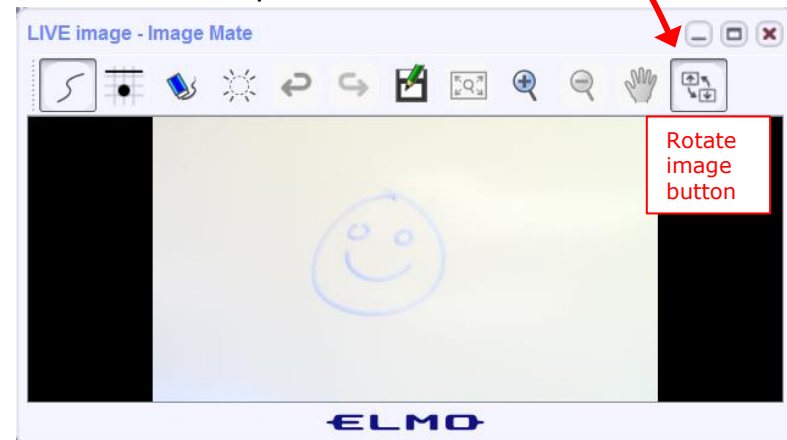 LIVE image - Image Mate
Rotate
image
button
ELMO